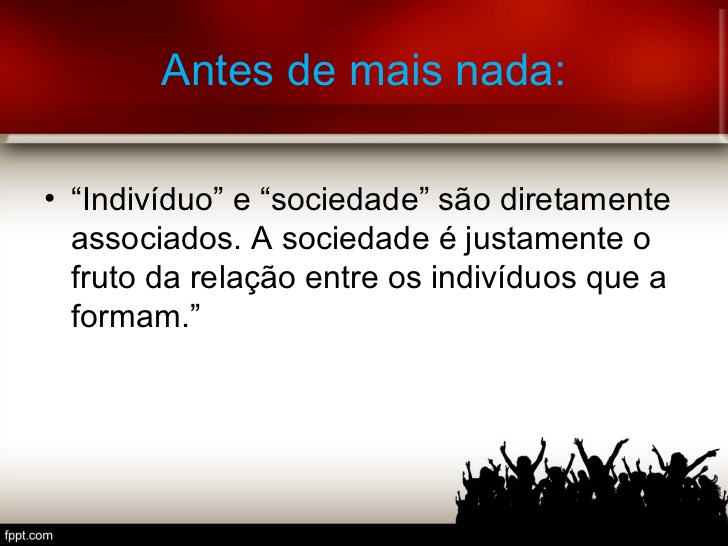 Antes de mais nada:
• “Indivíduo” e “sociedade” são diretamente
associados. A sociedade é justamente o
fruto da relação entre os indivíduos que a
formam.”
fppt.com